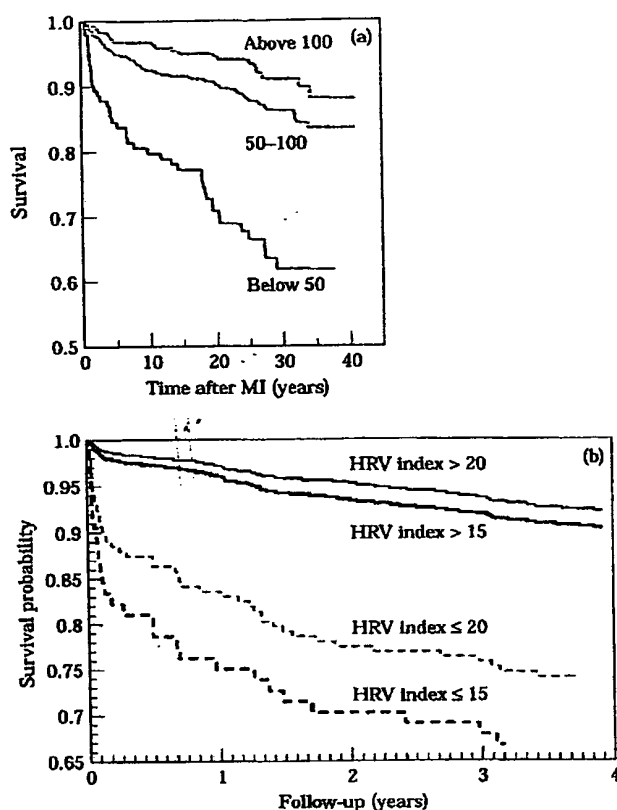 1.0
(a)
Above 100
0.9
50–100
0.8
Survival
0.7
0.6
Below 50
0.5
0 10 20 30 40
Time after MI (years)
1.0
(b)
HRV index > 20
0.95
HRV index > 15
0.9
0.85
Survival probability
0.8
HRV index ≤ 20
0.75
0.7
HRV index ≤ 15
0.65
0 1 2 3 4
Follow-up (years)